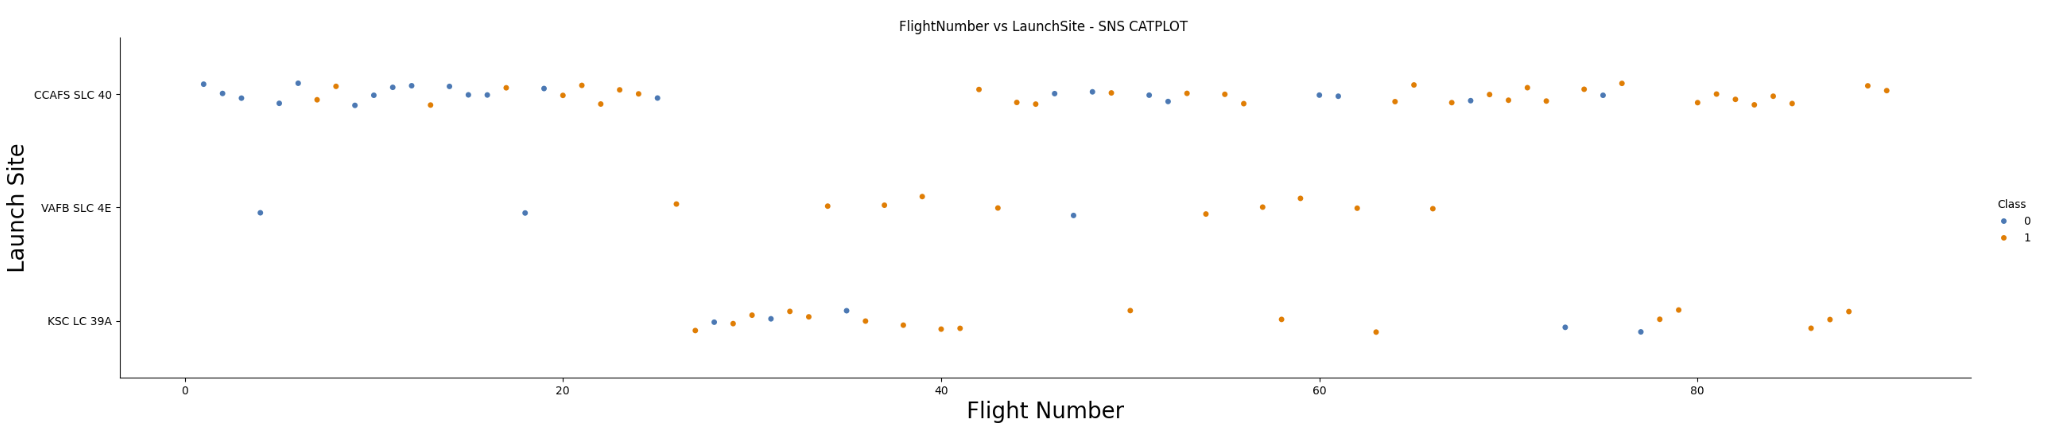 FlightNumber vs LaunchSite - SNS CATPLOT
Launch Site
CCAFS SLC 40
VAFB SLC 4E
KSC LC 39A
0 20 40 60 80
Flight Number
Class
0
1